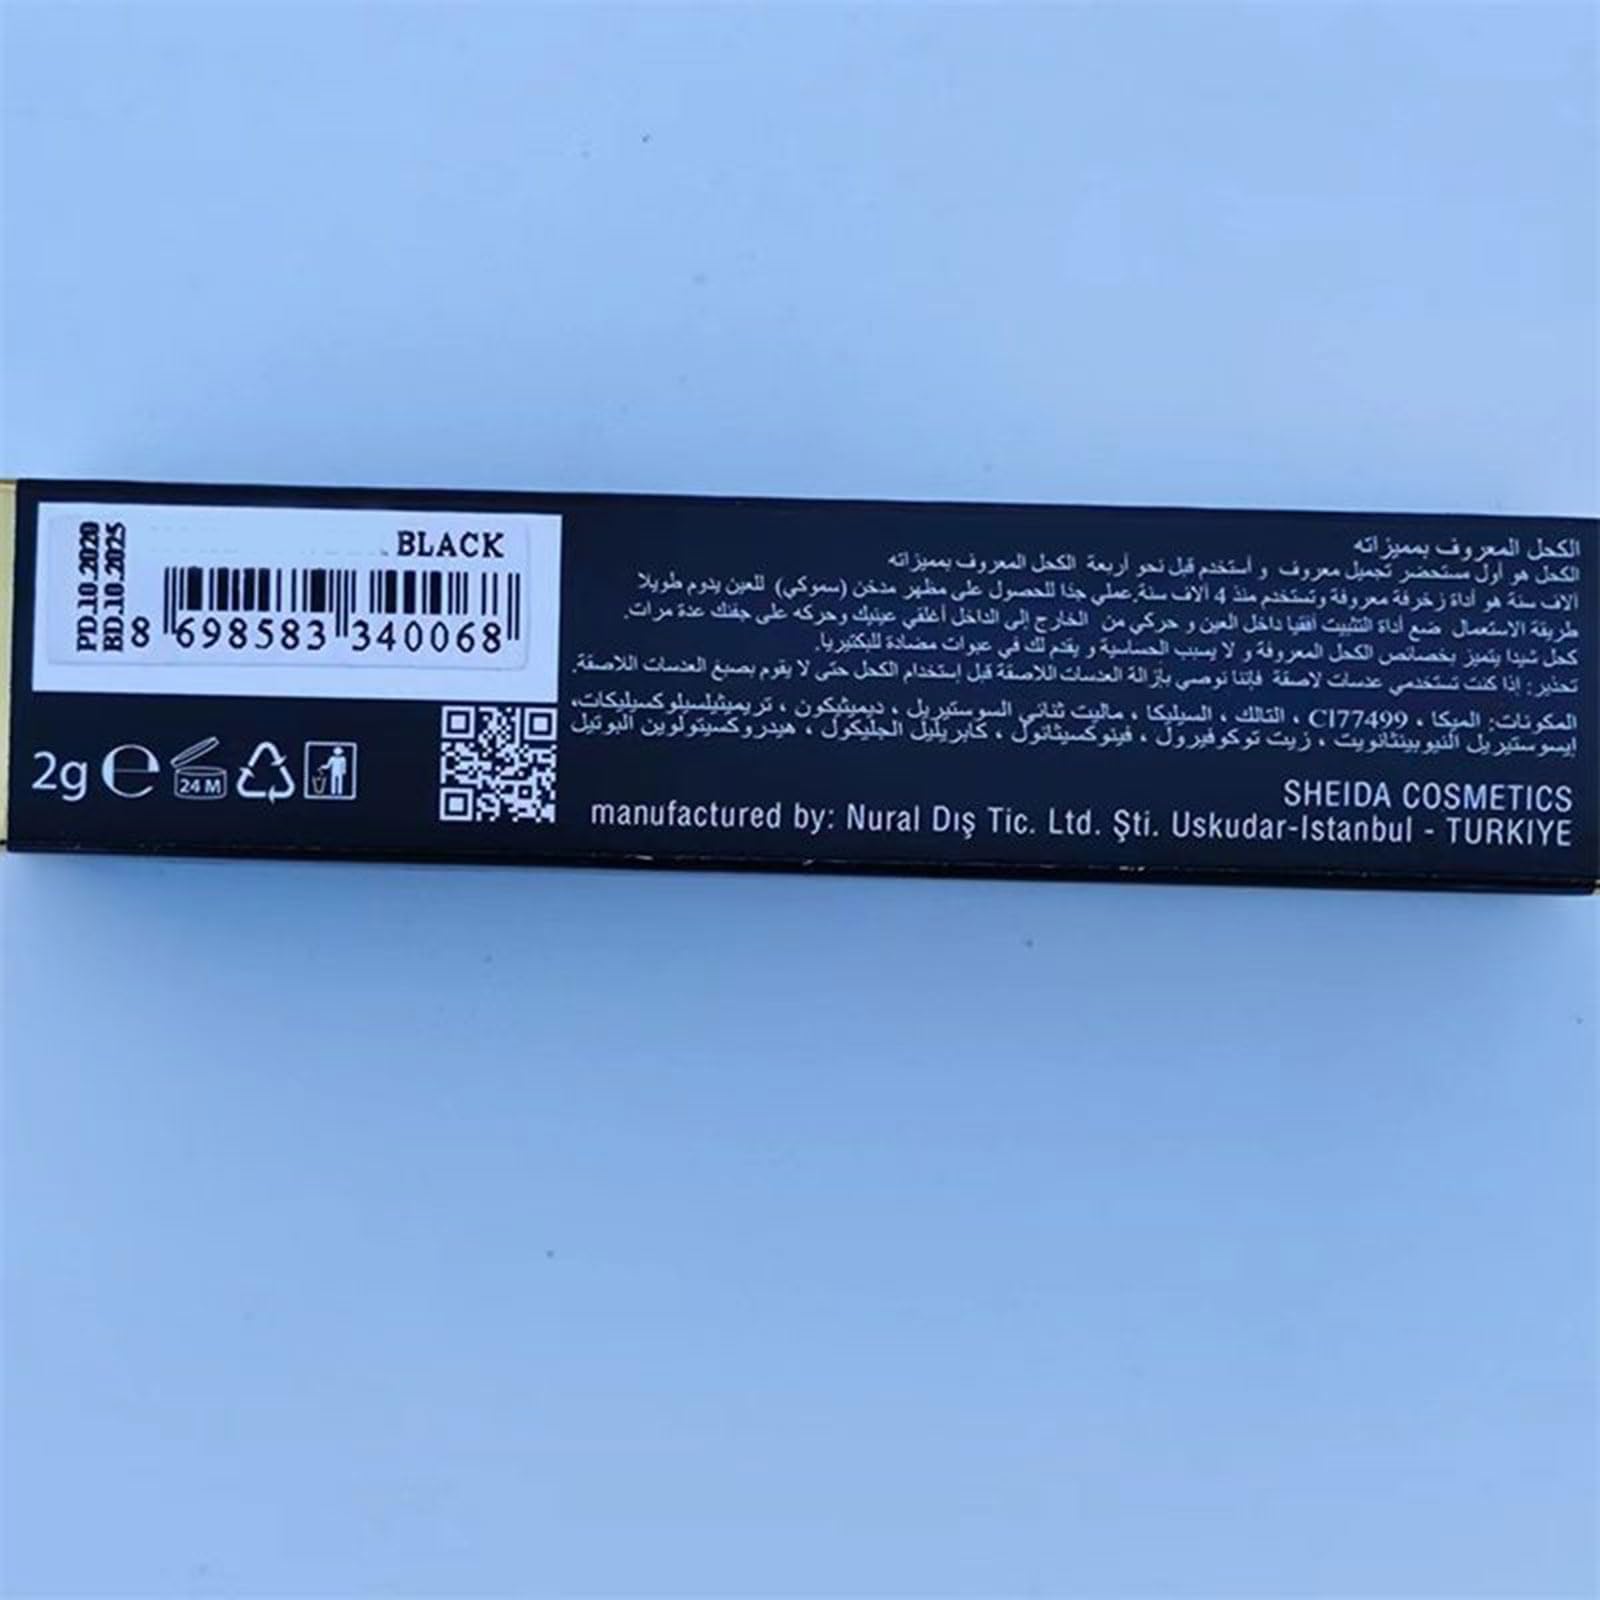 PD.10.2020
BD.10.2025
BLACK
8 698583 340068
2g e
24 M
الكحل المعروف بمميزاته
الكحل هو أول مستحضر تجميل معروف و أستخدم قبل نحو أربعة الكحل المعروف بمميزاته
آلاف سنة هو أداة زخرفة معروفة وتستخدم منذ 4 آلاف سنة.عملي جدا للحصول على مظهر مدخن (سموكي) للعين يدوم طويلا
طريقة الاستعمال ضع أداة التثبيت أفقيا داخل العين و حركي من الخارج إلى الداخل أغلقي عينيك وحركه على جفنك عدة مرات.
كحل شيدا يتميز بخصائص الكحل المعروفة و لا يسبب الحساسية و يقدم لك في عبوات مضادة للبكتيريا.
تحذير: إذا كنت تستخدمي عدسات لاصقة فإننا نوصي بإزالة العدسات اللاصقة قبل إستخدام الكحل حتى لا يقوم بصبغ العدسات اللاصقة.
المكونات: الميكا ، CI77499 ، التالك ، السيليكا ، ماليت ثنائي السوستيريل ، ديميثيكون ، تريميثيلسيلوكسيليكات،
إيسوستيريل النيوبينتانويت ، زيت توكوفيرول ، فينوكسيثانول ، كابريليل الجليكول ، هيدروكسيتولوين البوتيل
SHEIDA COSMETICS
manufactured by: Nural Dış Tic. Ltd. Şti. Uskudar-Istanbul - TURKIYE